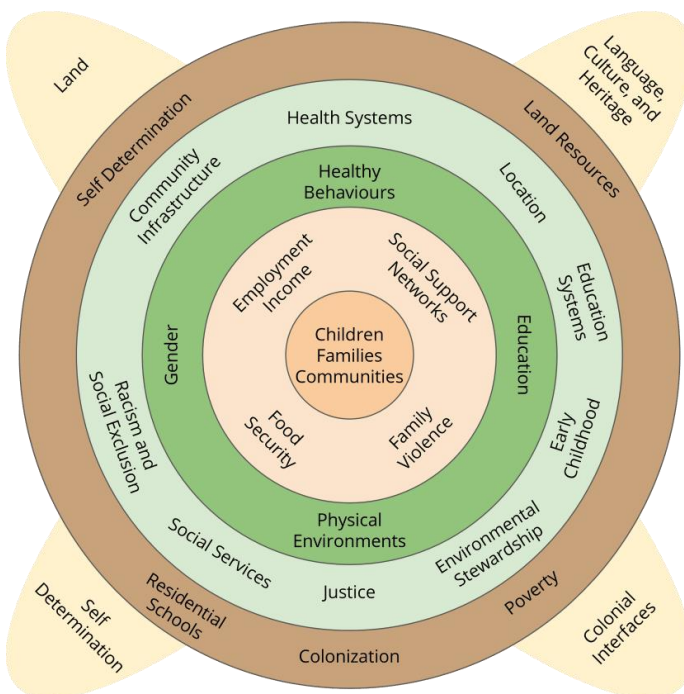 Land
Language,
Culture, and
Heritage
Self Determination
Land Resources
Health Systems
Community
Infrastructure
Location
Healthy
Behaviours
Employment
Income
Social Support
Networks
Education
Systems
Gender
Children
Families
Communities
Education
Racism and
Social Exclusion
Food
Security
Family
Violence
Early
Childhood
Physical
Environments
Environmental
Stewardship
Social Services
Justice
Residential
Schools
Poverty
Colonization
Self
Determination
Colonial
Interfaces